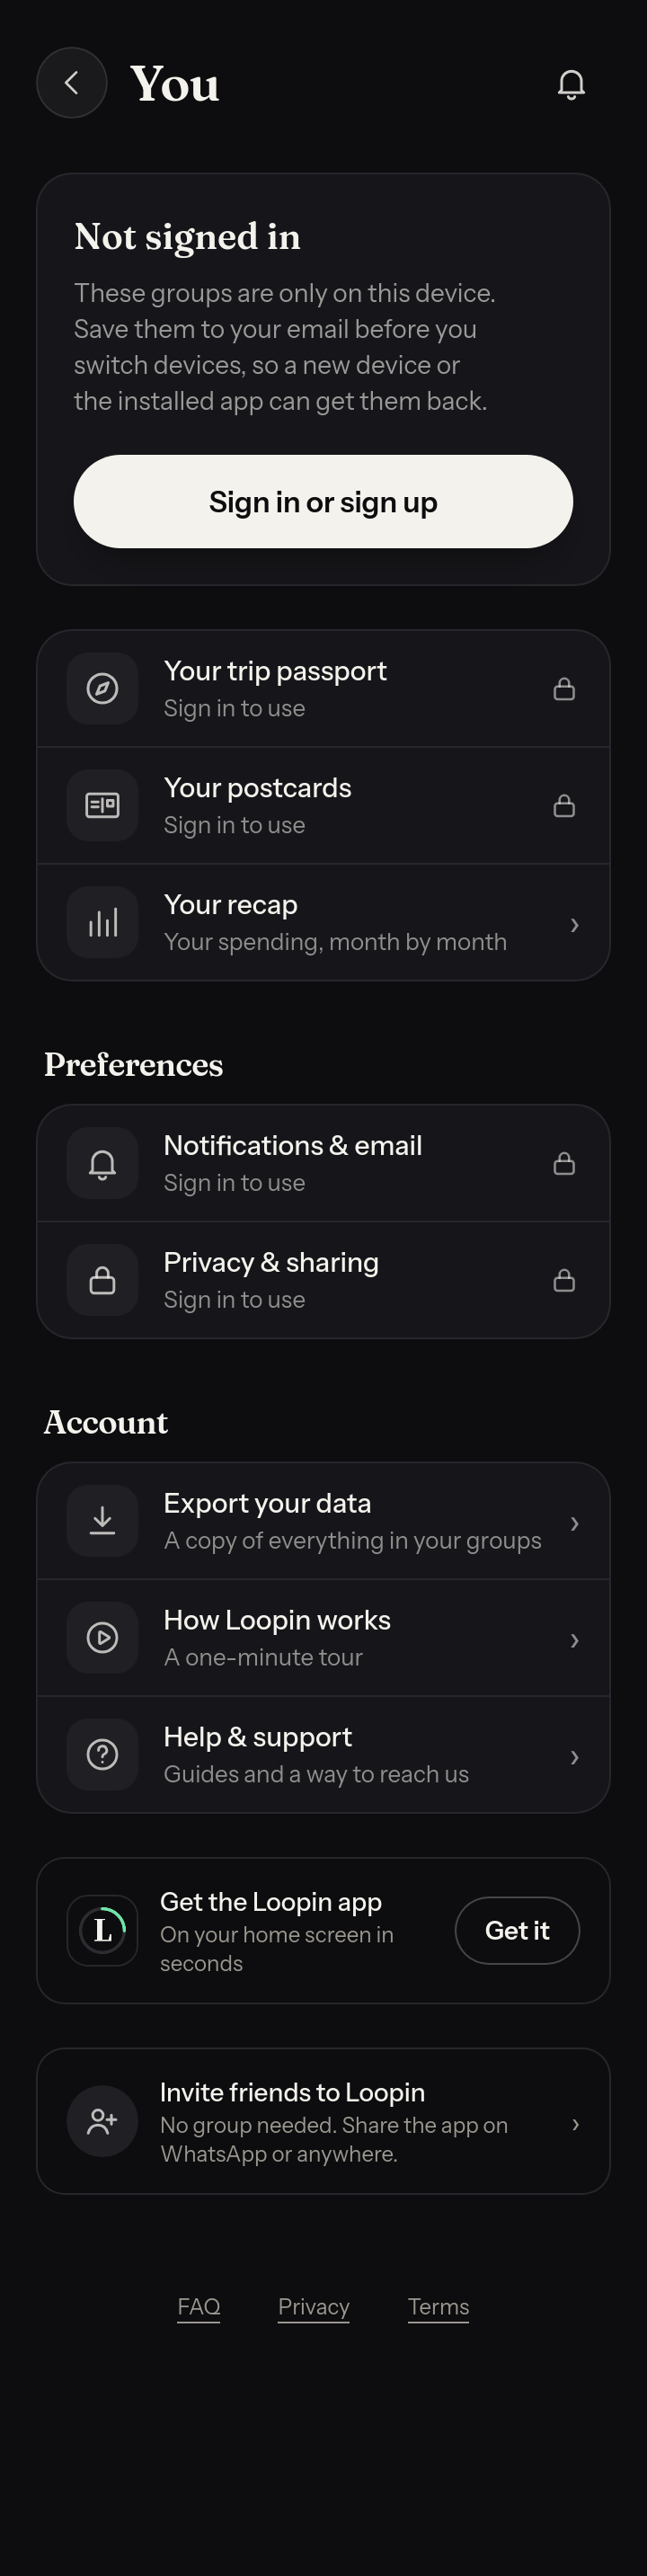 You
Not signed in
These groups are only on this device.
Save them to your email before you
switch devices, so a new device or
the installed app can get them back.
Sign in or sign up
Your trip passport
Sign in to use
Your postcards
Sign in to use
Your recap
Your spending, month by month
Preferences
Notifications & email
Sign in to use
Privacy & sharing
Sign in to use
Account
Export your data
A copy of everything in your groups
How Loopin works
A one-minute tour
Help & support
Guides and a way to reach us
L
Get the Loopin app
On your home screen in
seconds
Get it
Invite friends to Loopin
No group needed. Share the app on
WhatsApp or anywhere.
FAQ Privacy Terms